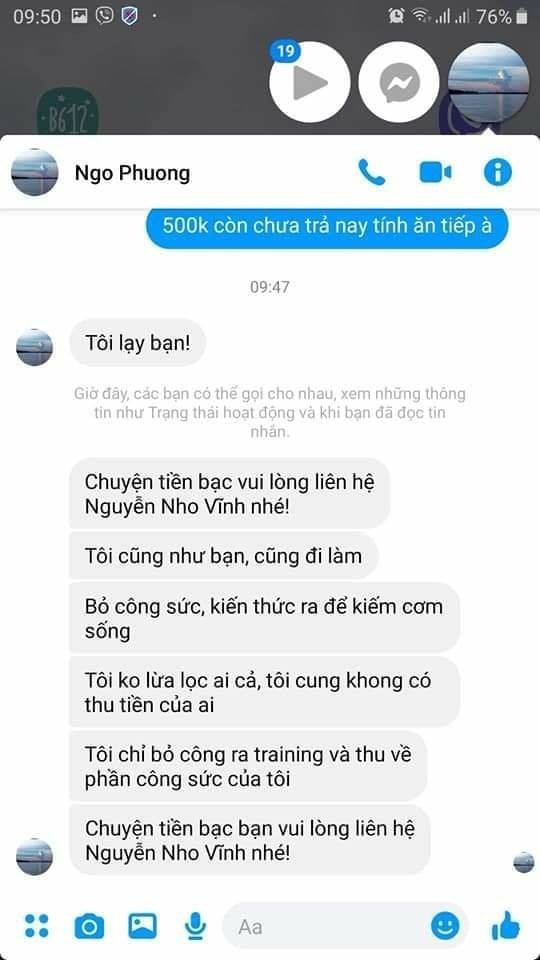 09:50
76%
19
B612
Ngo Phuong
500k còn chưa trả nay tính ăn tiếp à
09:47
Tôi lạy bạn!
Giờ đây, các bạn có thể gọi cho nhau, xem những thông
tin như Trạng thái hoạt động và khi bạn đã đọc tin
nhắn.
Chuyện tiền bạc vui lòng liên hệ
Nguyễn Nho Vĩnh nhé!
Tôi cũng như bạn, cũng đi làm
Bỏ công sức, kiến thức ra để kiếm cơm
sống
Tôi ko lừa lọc ai cả, tôi cung khong có
thu tiền của ai
Tôi chỉ bỏ công ra training và thu về
phần công sức của tôi
Chuyện tiền bạc bạn vui lòng liên hệ
Nguyễn Nho Vĩnh nhé!
Aa